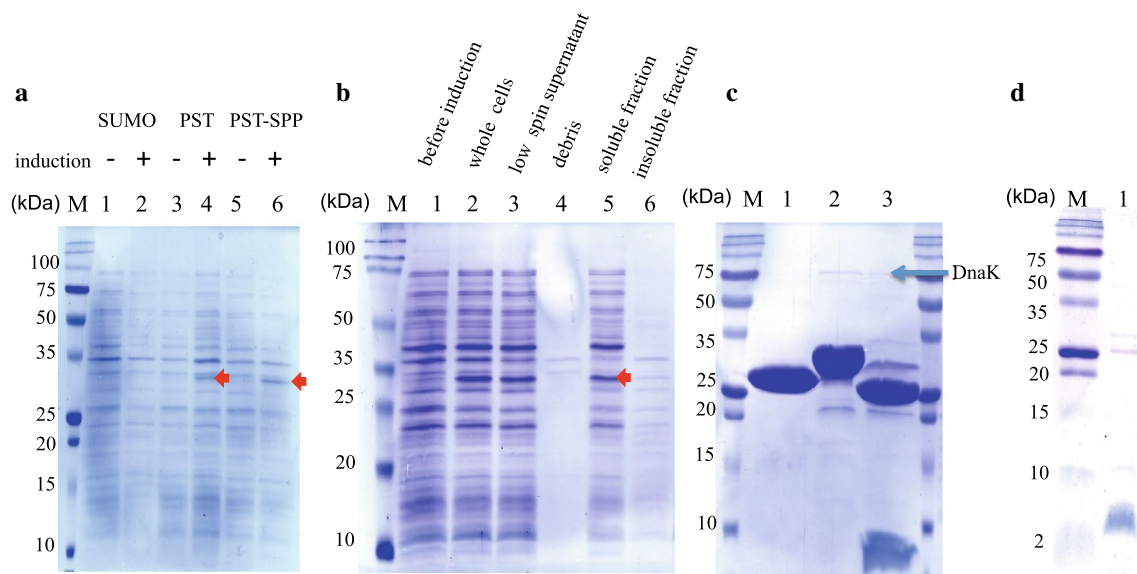 a
SUMO PST PST-SPP
induction - + - + - +
(kDa) M 1 2 3 4 5 6
100
75
50
35
25
20
15
10
b
before induction
whole cells
low spin supernatant
debris
soluble fraction
insoluble fraction
(kDa) M 1 2 3 4 5 6
100
75
50
35
25
20
10
c
(kDa) M 1 2 3
75
50
35
25
20
15
10
DnaK
d
(kDa) M 1
75
50
35
25
20
15
10
2